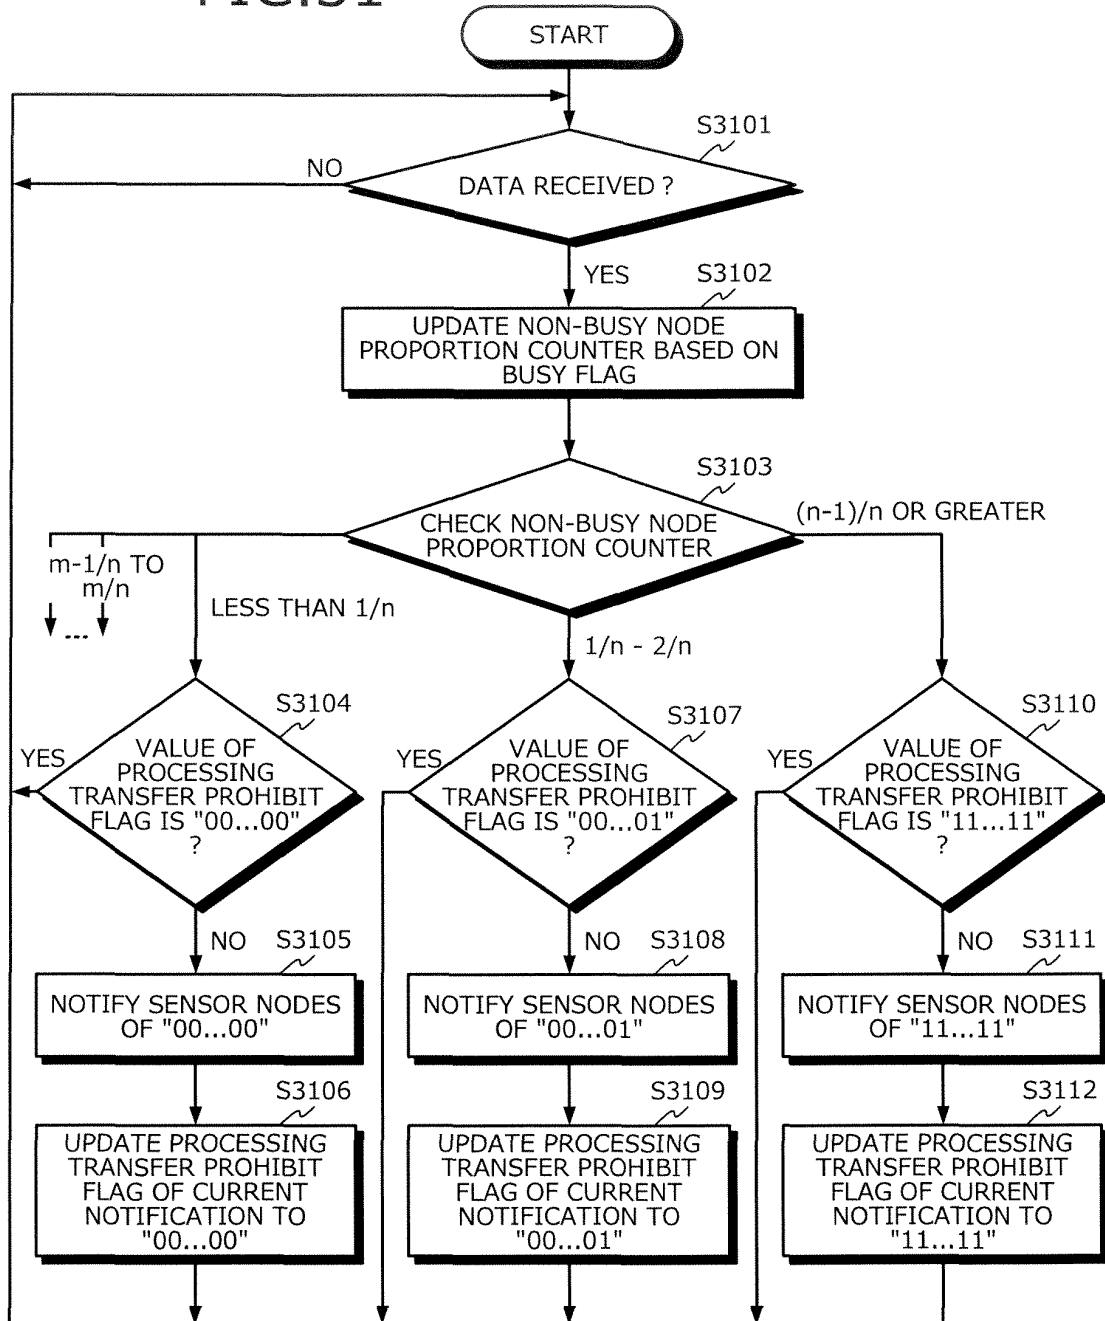 FIG.31
START
S3101
NO
DATA RECEIVED ?
YES
S3102
UPDATE NON-BUSY NODE
PROPORTION COUNTER BASED ON
BUSY FLAG
S3103
CHECK NON-BUSY NODE
PROPORTION COUNTER
(n-1)/n OR GREATER
m-1/n TO
m/n
...
LESS THAN 1/n
1/n - 2/n
S3104
YES
VALUE OF
PROCESSING
TRANSFER PROHIBIT
FLAG IS "00...00"
?
S3107
YES
VALUE OF
PROCESSING
TRANSFER PROHIBIT
FLAG IS "00...01"
?
S3110
YES
VALUE OF
PROCESSING
TRANSFER PROHIBIT
FLAG IS "11...11"
?
NO
S3105
NOTIFY SENSOR NODES
OF "00...00"
NO
S3108
NOTIFY SENSOR NODES
OF "00...01"
NO
S3111
NOTIFY SENSOR NODES
OF "11...11"
S3106
UPDATE PROCESSING
TRANSFER PROHIBIT
FLAG OF CURRENT
NOTIFICATION TO
"00...00"
S3109
UPDATE PROCESSING
TRANSFER PROHIBIT
FLAG OF CURRENT
NOTIFICATION TO
"00...01"
S3112
UPDATE PROCESSING
TRANSFER PROHIBIT
FLAG OF CURRENT
NOTIFICATION TO
"11...11"